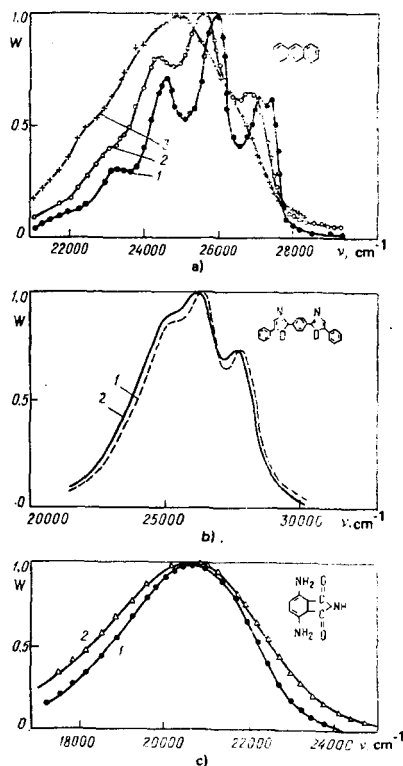 W
1.0
0.5
0
3
2
1
22000 24000 26000 28000 ν, cm⁻¹
a)
W
1.0
0.5
0
N N
O O
1
2
20000 25000 30000 ν, cm⁻¹
b)
W
1.0
0.5
0
NH₂ O
C
NH
C
NH₂ O
2
1
18000 20000 22000 24000 ν, cm⁻¹
c)